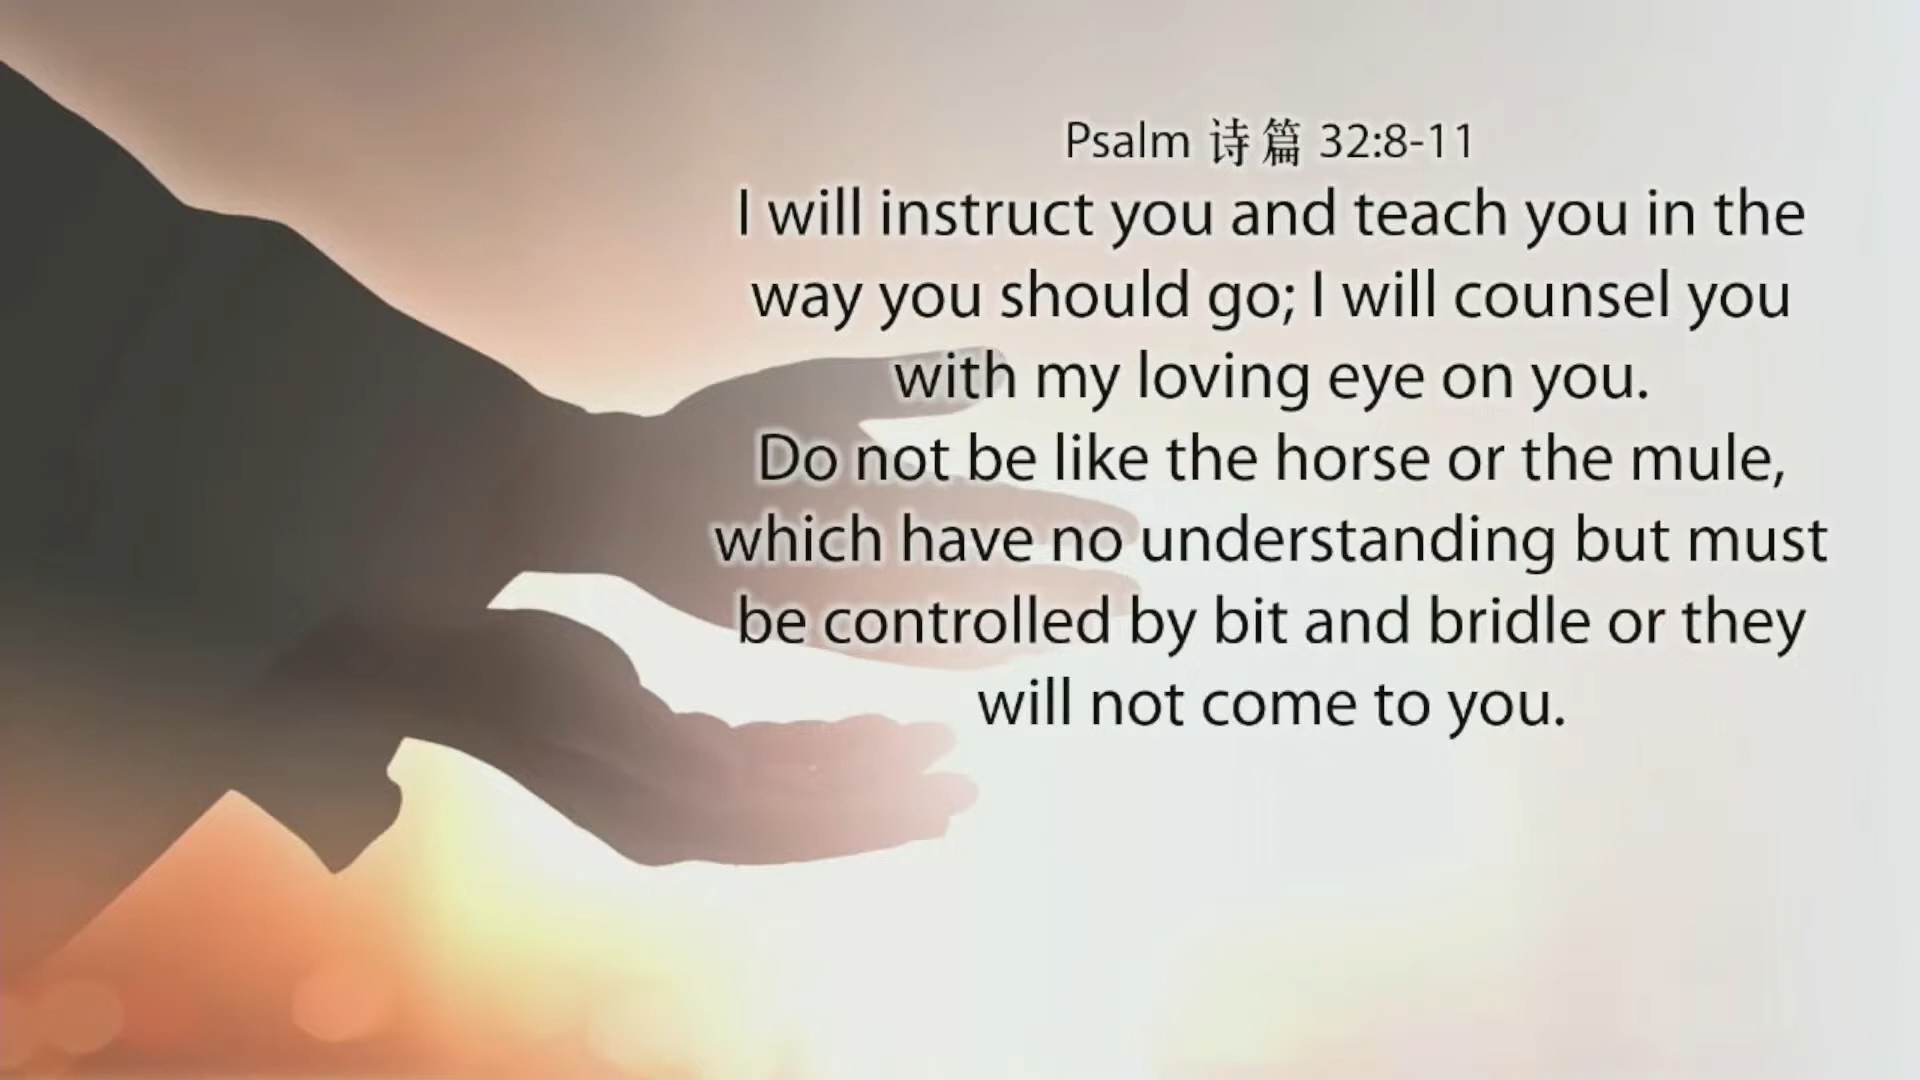 Psalm 诗篇 32:8-11
I will instruct you and teach you in the
way you should go; I will counsel you
with my loving eye on you.
Do not be like the horse or the mule,
which have no understanding but must
be controlled by bit and bridle or they
will not come to you.